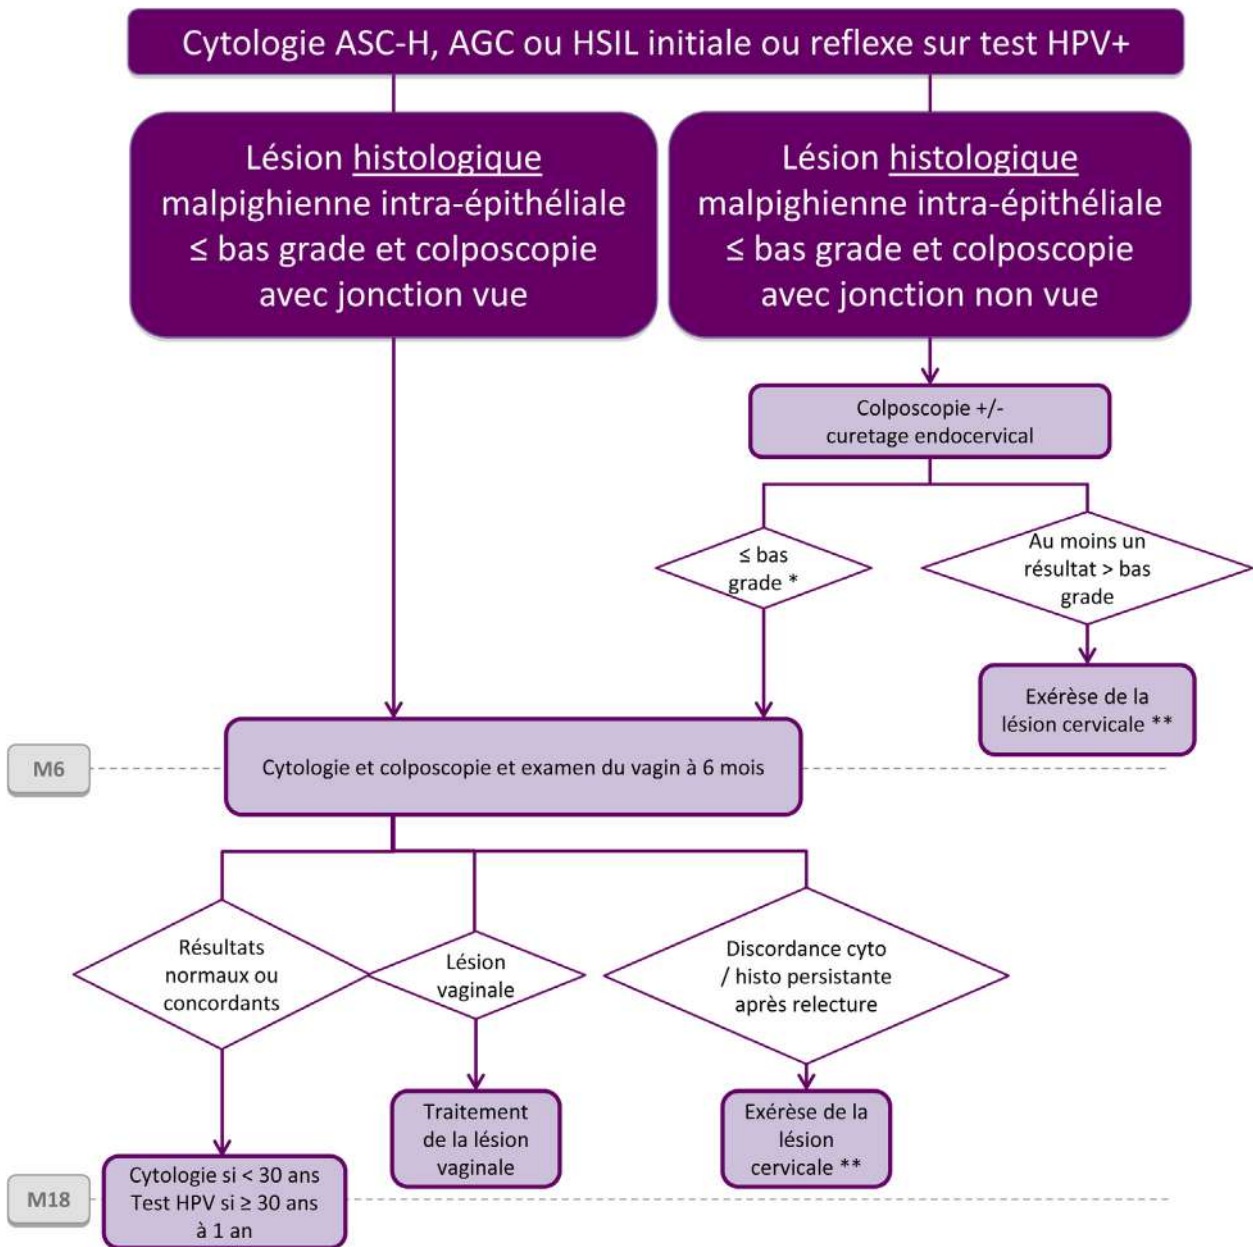 Cytologie ASC-H, AGC ou HSIL initiale ou reflexe sur test HPV+
Lésion histologique
malpighienne intra-épithéliale
≤ bas grade et colposcopie
avec jonction vue
Lésion histologique
malpighienne intra-épithéliale
≤ bas grade et colposcopie
avec jonction non vue
Colposcopie +/-
curetage endocervical
≤ bas
grade *
Au moins un
résultat > bas
grade
Exérèse de la
lésion cervicale **
M6
Cytologie et colposcopie et examen du vagin à 6 mois
Résultats
normaux ou
concordants
Lésion
vaginale
Discordance cyto
/ histo persistante
après relecture
Traitement
de la lésion
vaginale
Exérèse de la
lésion
cervicale **
M18
Cytologie si < 30 ans
Test HPV si ≥ 30 ans
à 1 an